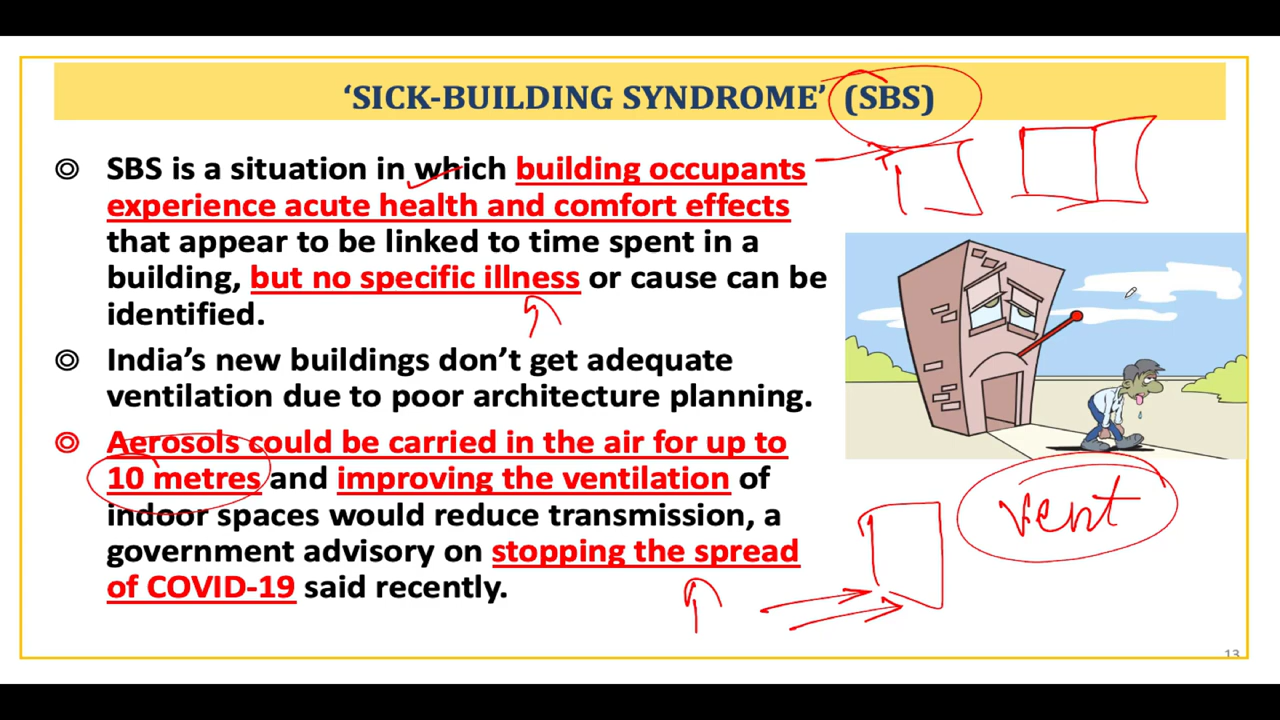 ‘SICK-BUILDING SYNDROME’ (SBS)
SBS is a situation in which building occupants
experience acute health and comfort effects
that appear to be linked to time spent in a
building, but no specific illness or cause can be
identified.
India’s new buildings don’t get adequate
ventilation due to poor architecture planning.
Aerosols could be carried in the air for up to
10 metres and improving the ventilation of
indoor spaces would reduce transmission, a
government advisory on stopping the spread
of COVID-19 said recently.
vent
13